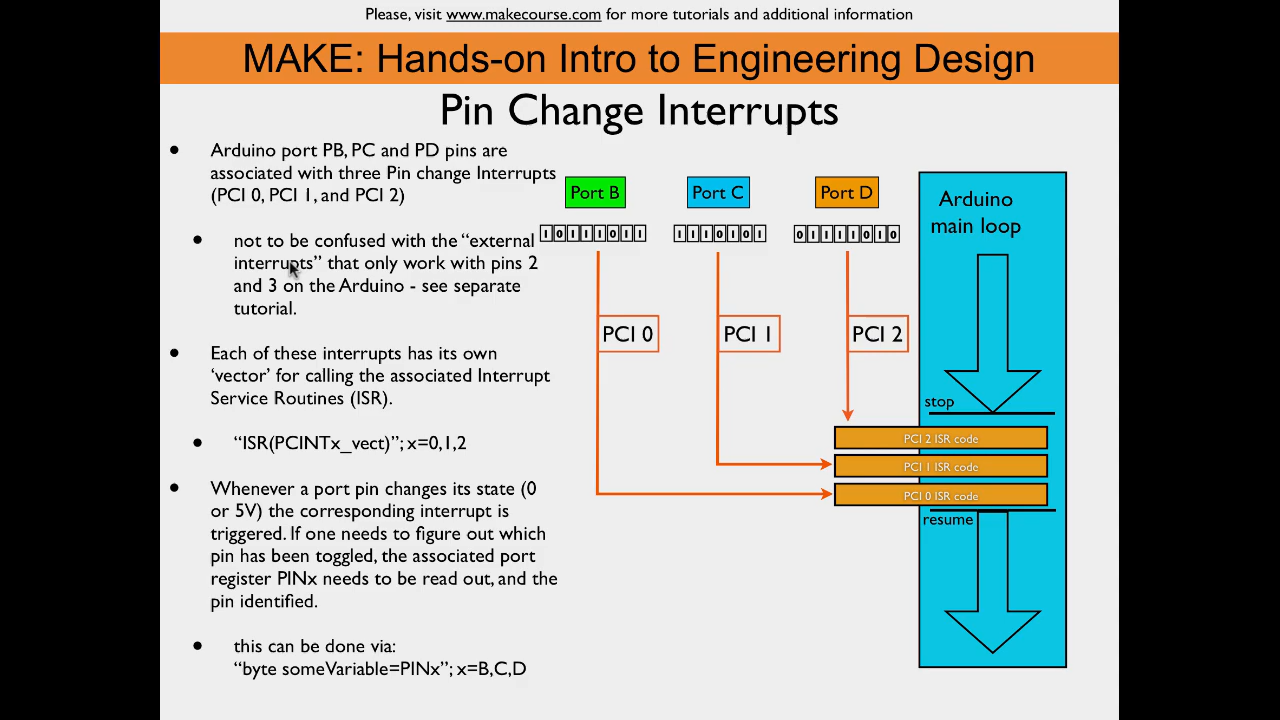 Please, visit www.makecourse.com for more tutorials and additional information
MAKE: Hands-on Intro to Engineering Design
Pin Change Interrupts
• Arduino port PB, PC and PD pins are
associated with three Pin change Interrupts
(PCI 0, PCI 1, and PCI 2)
• not to be confused with the “external
interrupts” that only work with pins 2
and 3 on the Arduino - see separate
tutorial.
• Each of these interrupts has its own
‘vector’ for calling the associated Interrupt
Service Routines (ISR).
• “ISR(PCINTx_vect)”; x=0,1,2
• Whenever a port pin changes its state (0
or 5V) the corresponding interrupt is
triggered. If one needs to figure out which
pin has been toggled, the associated port
register PINx needs to be read out, and the
pin identified.
• this can be done via:
“byte someVariable=PINx”; x=B,C,D
Port B
Port C
Port D
10111011
1110101
01111010
PCI 0
PCI 1
PCI 2
Arduino
main loop
stop
PCI 2 ISR code
PCI 1 ISR code
PCI 0 ISR code
resume